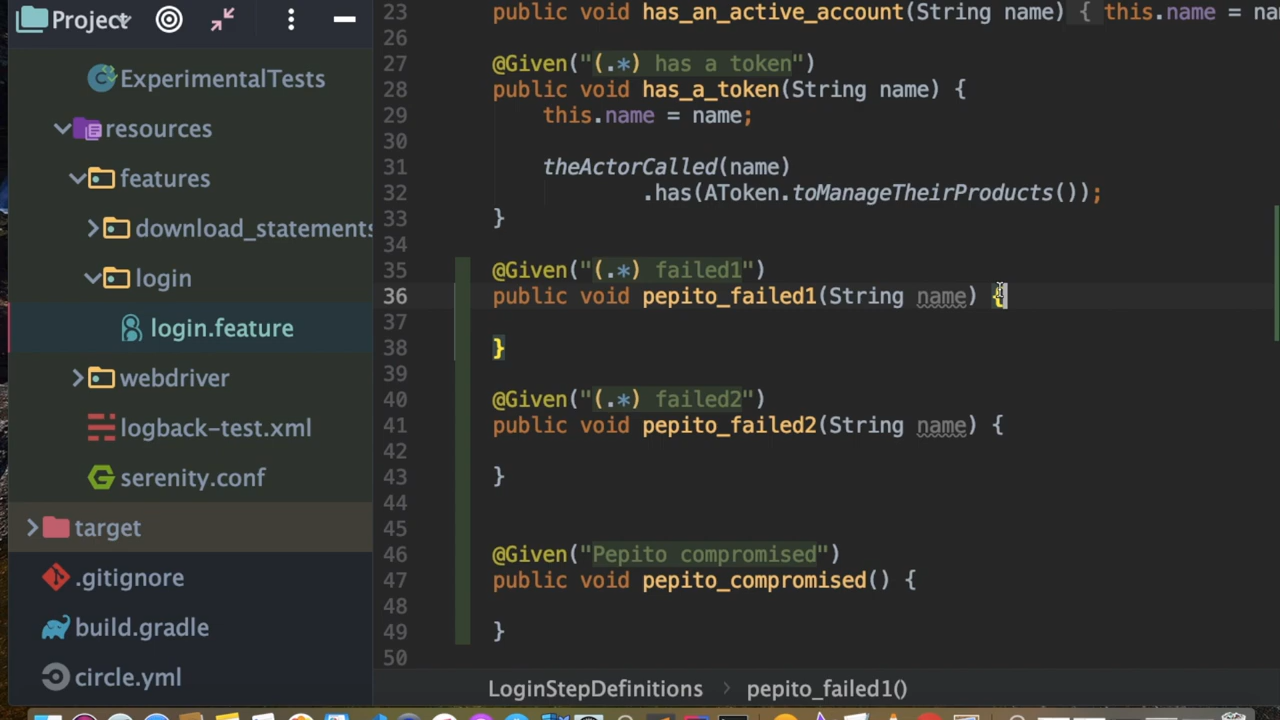 Project
ExperimentalTests
resources
features
download_statements
login
login.feature
webdriver
logback-test.xml
serenity.conf
target
.gitignore
build.gradle
circle.yml
23 public void has_an_active_account(String name) { this.name = na
26
27 @Given("(.*) has a token")
28 public void has_a_token(String name) {
29 this.name = name;
30
31 theActorCalled(name)
32 .has(AToken.toManageTheirProducts());
33 }
34
35 @Given("(.*) failed1")
36 public void pepito_failed1(String name) {
37
38 }
39
40 @Given("(.*) failed2")
41 public void pepito_failed2(String name) {
42
43 }
44
45
46 @Given("Pepito compromised")
47 public void pepito_compromised() {
48
49 }
50
LoginStepDefinitions > pepito_failed1()